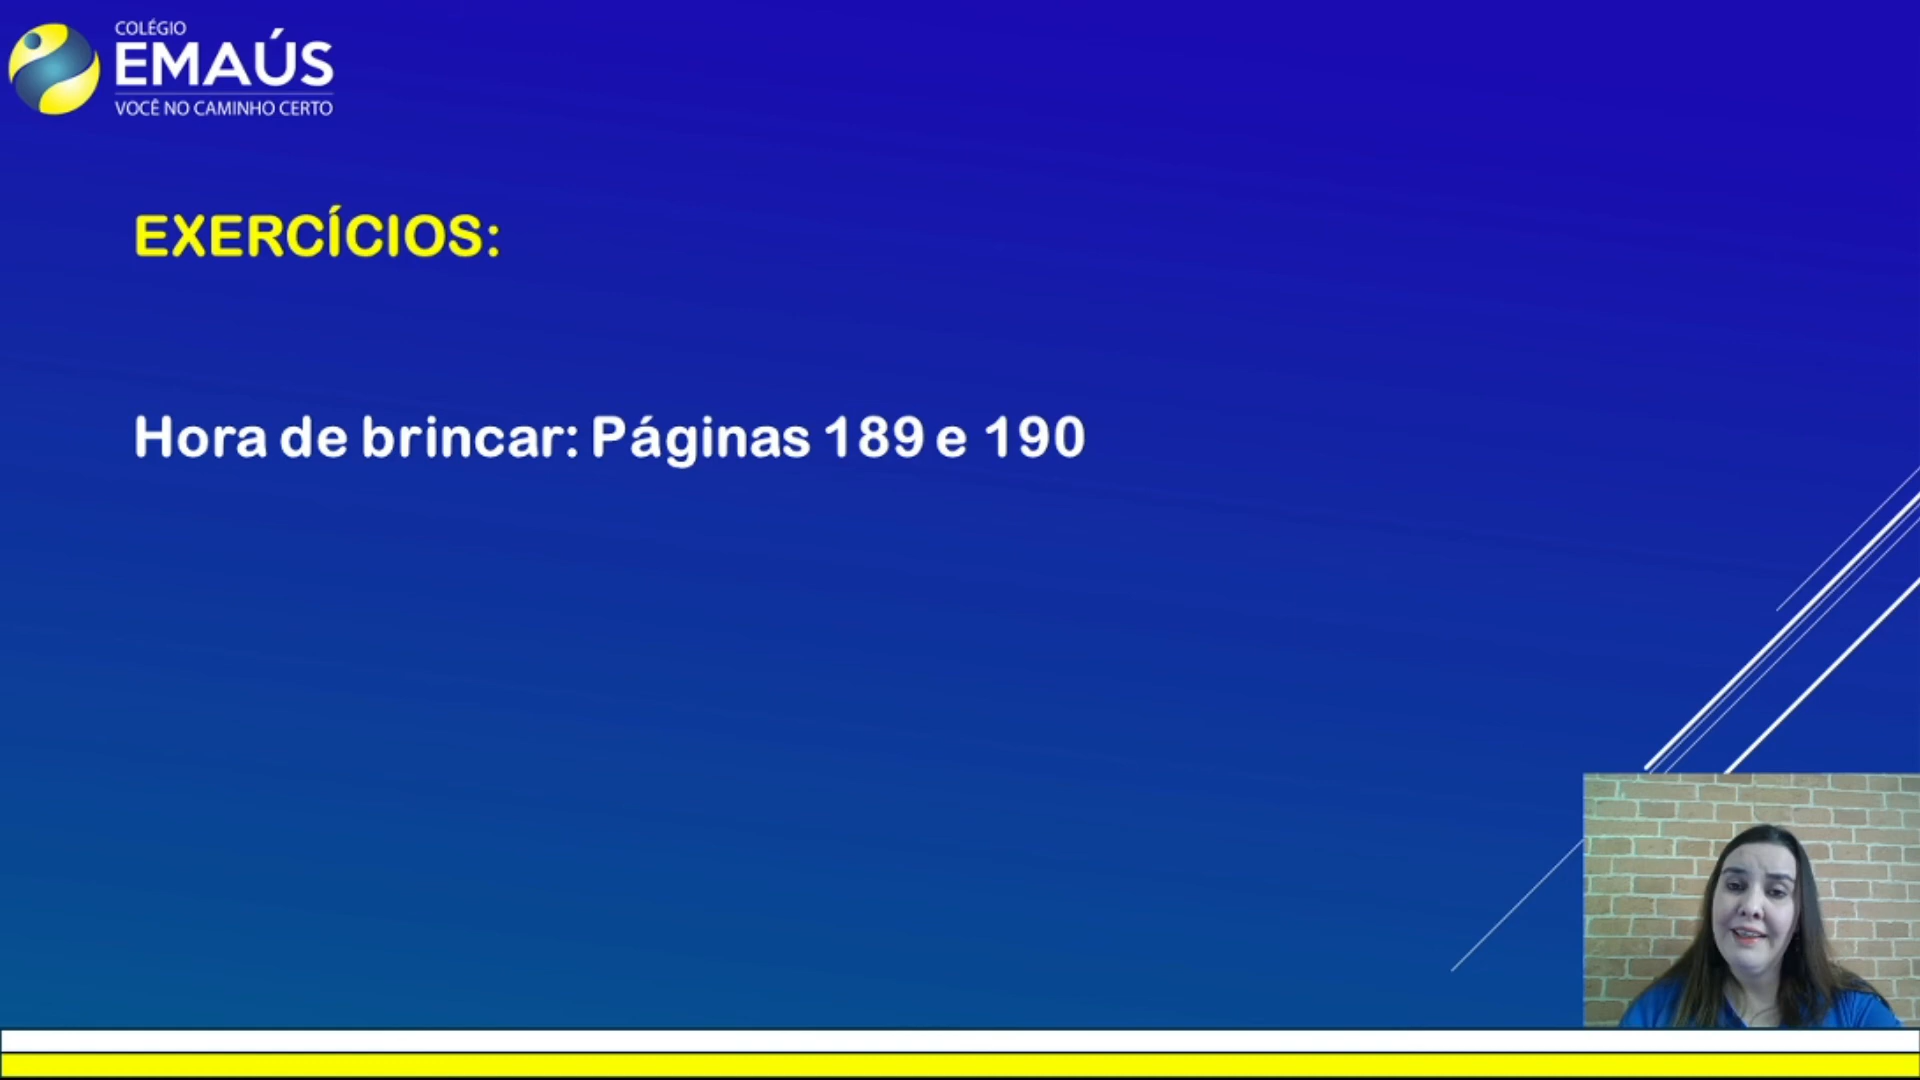 COLÉGIO
EMAÚS
VOCÊ NO CAMINHO CERTO
EXERCÍCIOS:
Hora de brincar: Páginas 189 e 190